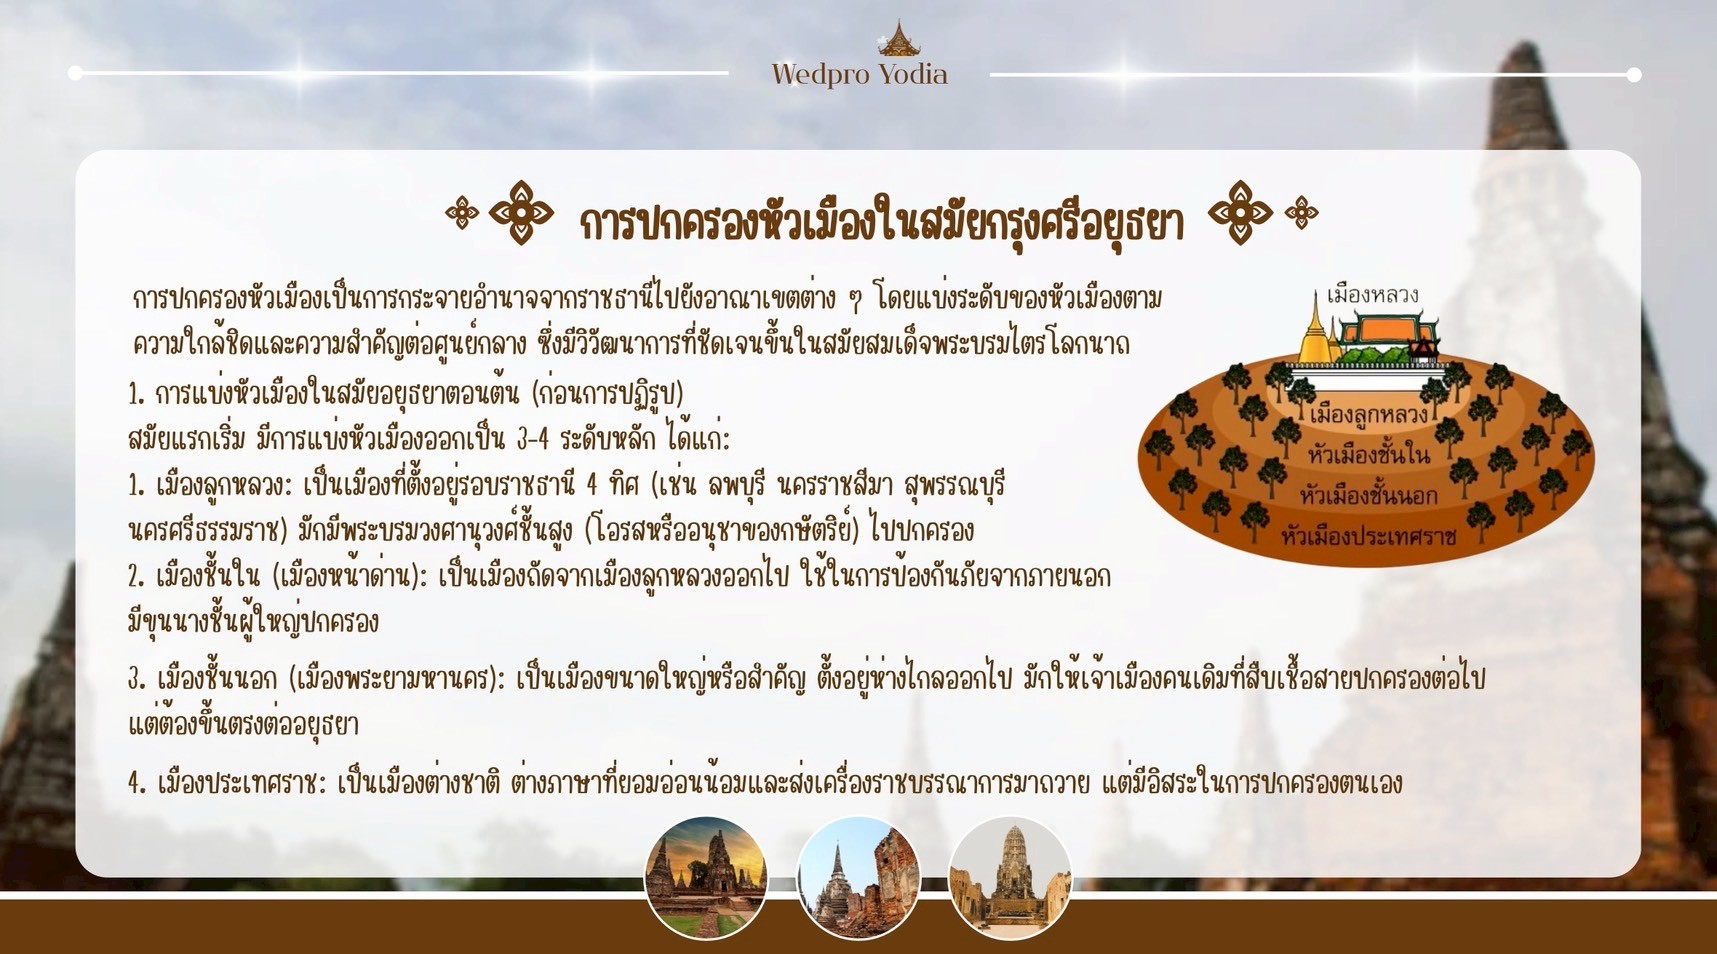 Wedpro Yodia
การปกครองหัวเมืองในสมัยกรุงศรีอยุธยา
การปกครองหัวเมืองเป็นการกระจายอำนาจจากราชธานีไปยังอาณาเขตต่าง ๆ โดยแบ่งระดับของหัวเมืองตาม
ความใกล้ชิดและความสำคัญต่อศูนย์กลาง ซึ่งมีวิวัฒนาการที่ชัดเจนขึ้นในสมัยสมเด็จพระบรมไตรโลกนาถ
1. การแบ่งหัวเมืองในสมัยอยุธยาตอนต้น (ก่อนการปฏิรูป)
สมัยแรกเริ่ม มีการแบ่งหัวเมืองออกเป็น 3-4 ระดับหลัก ได้แก่:
1. เมืองลูกหลวง: เป็นเมืองที่ตั้งอยู่รอบราชธานี 4 ทิศ (เช่น ลพบุรี นครราชสีมา สุพรรณบุรี
นครศรีธรรมราช) มักมีพระบรมวงศานุวงศ์ชั้นสูง (โอรสหรืออนุชาของกษัตริย์) ไปปกครอง
2. เมืองชั้นใน (เมืองหน้าด่าน): เป็นเมืองถัดจากเมืองลูกหลวงออกไป ใช้ในการป้องกันภัยจากภายนอก
มีขุนนางชั้นผู้ใหญ่ปกครอง
3. เมืองชั้นนอก (เมืองพระยามหานคร): เป็นเมืองขนาดใหญ่หรือสำคัญ ตั้งอยู่ห่างไกลออกไป มักให้เจ้าเมืองคนเดิมที่สืบเชื้อสายปกครองต่อไป
แต่ต้องขึ้นตรงต่ออยุธยา
4. เมืองประเทศราช: เป็นเมืองต่างชาติ ต่างภาษาที่ยอมอ่อนน้อมและส่งเครื่องราชบรรณาการมาถวาย แต่มีอิสระในการปกครองตนเอง
เมืองหลวง
เมืองลูกหลวง
หัวเมืองชั้นใน
หัวเมืองชั้นนอก
หัวเมืองประเทศราช